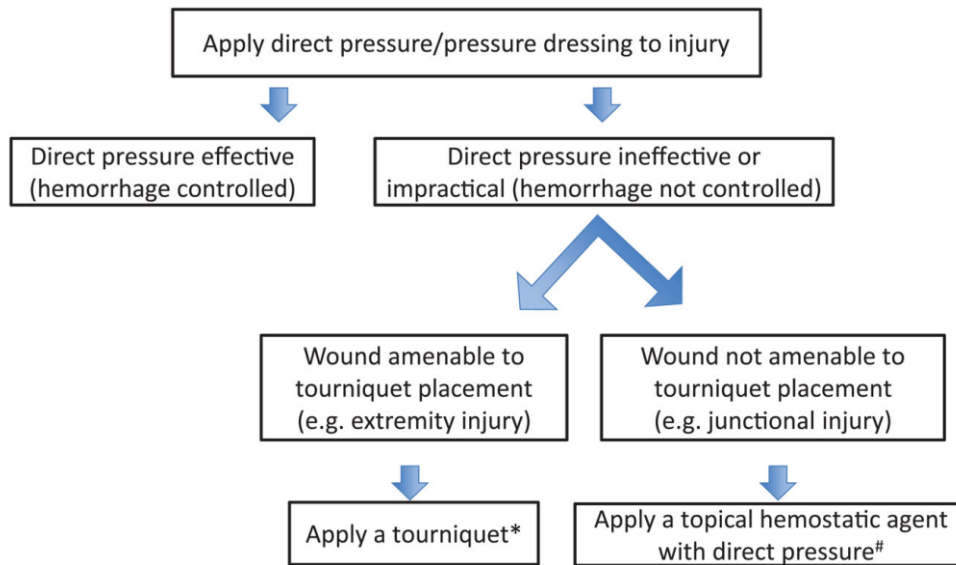 Apply direct pressure/pressure dressing to injury
Direct pressure effective
(hemorrhage controlled)
Direct pressure ineffective or
impractical (hemorrhage not controlled)
Wound amenable to
tourniquet placement
(e.g. extremity injury)
Wound not amenable to
tourniquet placement
(e.g. junctional injury)
Apply a tourniquet*
Apply a topical hemostatic agent
with direct pressure#